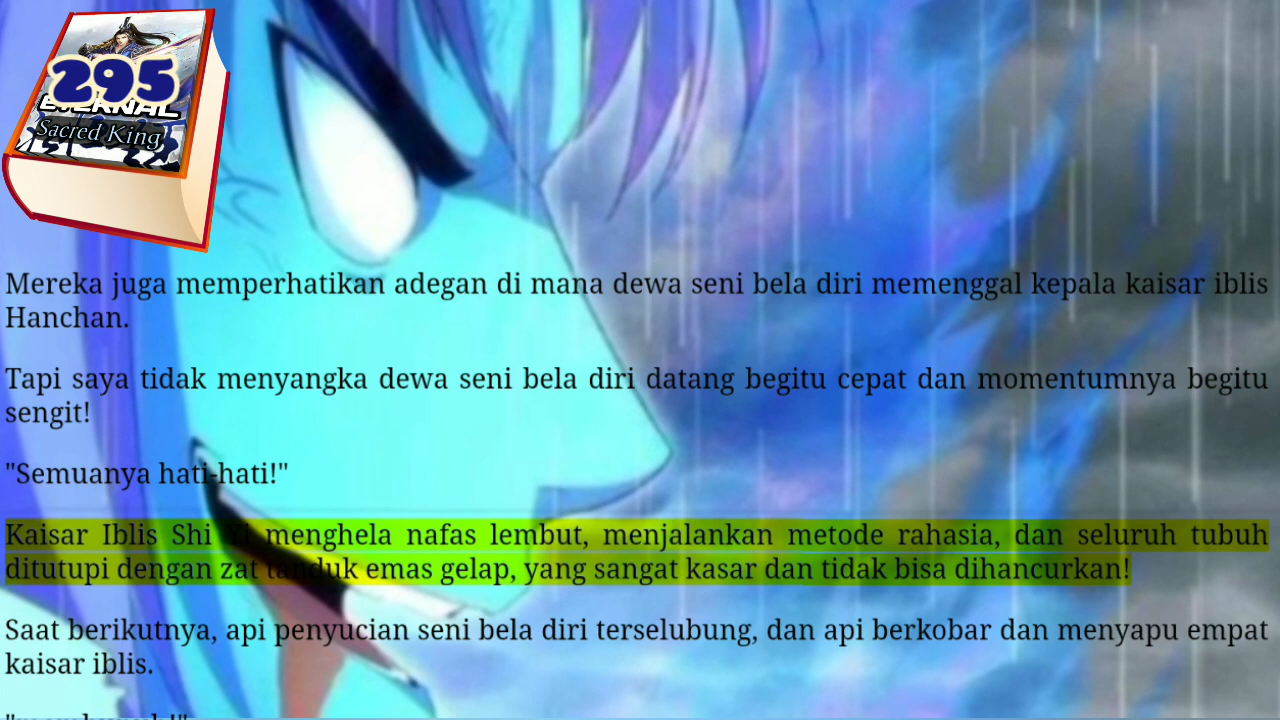 295
ETERNAL
Sacred King
Mereka juga memperhatikan adegan di mana dewa seni bela diri memenggal kepala kaisar iblis
Hanchan.
Tapi saya tidak menyangka dewa seni bela diri datang begitu cepat dan momentumnya begitu
sengit!
"Semuanya hati-hati!"
Kaisar Iblis Shi Yi menghela nafas lembut, menjalankan metode rahasia, dan seluruh tubuh
ditutupi dengan zat tanduk emas gelap, yang sangat kasar dan tidak bisa dihancurkan!
Saat berikutnya, api penyucian seni bela diri terselubung, dan api berkobar dan menyapu empat
kaisar iblis.